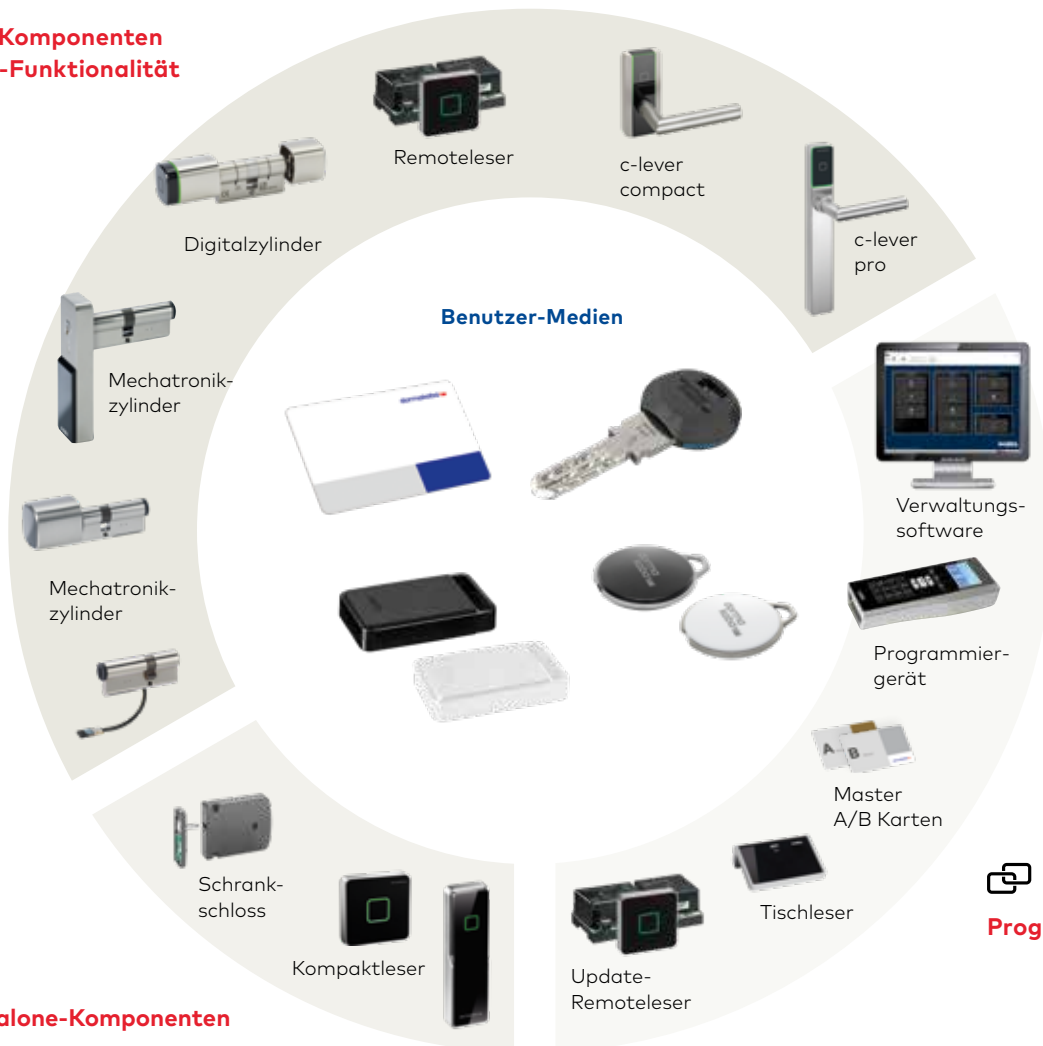 Komponenten
-Funktionalität
Remoteleser
c-lever
compact
c-lever
pro
Digitalzylinder
Benutzer-Medien
Mechatronik-
zylinder
Verwaltungs-
software
Mechatronik-
zylinder
Programmier-
gerät
A
B
Master
A/B Karten
Schrank-
schloss
Tischleser
Prog
Kompaktleser
Update-
Remoteleser
alone-Komponenten